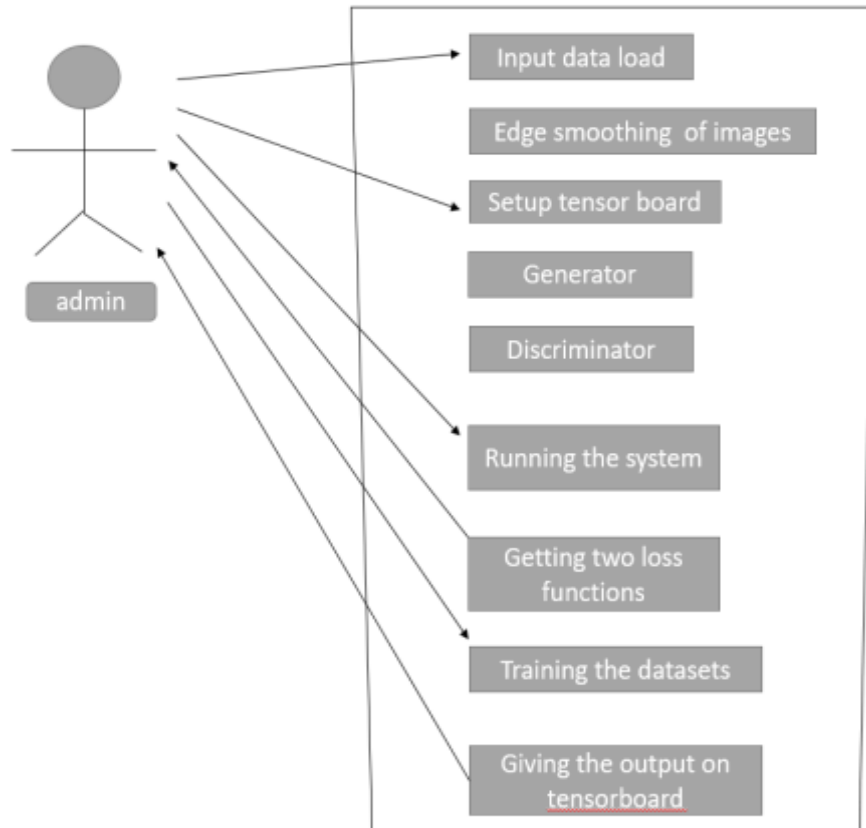 Input data load
Edge smoothing of images
Setup tensor board
Generator
admin
Discriminator
Running the system
Getting two loss
functions
Training the datasets
Giving the output on
tensorboard